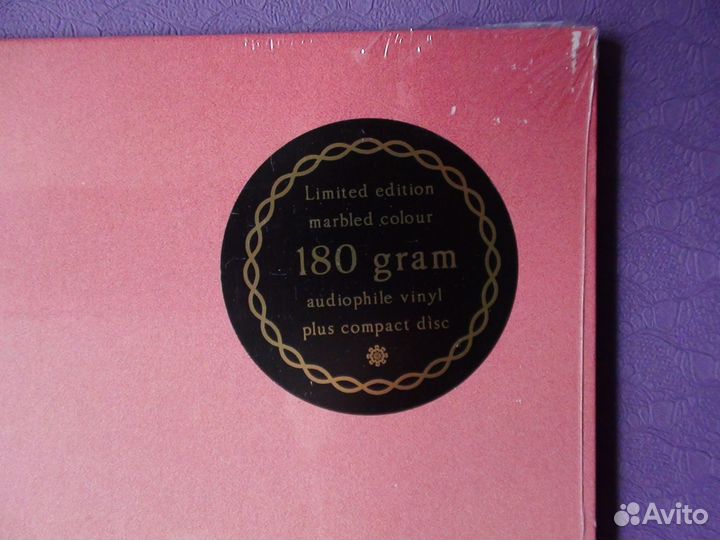 Limited edition
marbled colour
180 gram
audiophile vinyl
plus compact disc
Avito